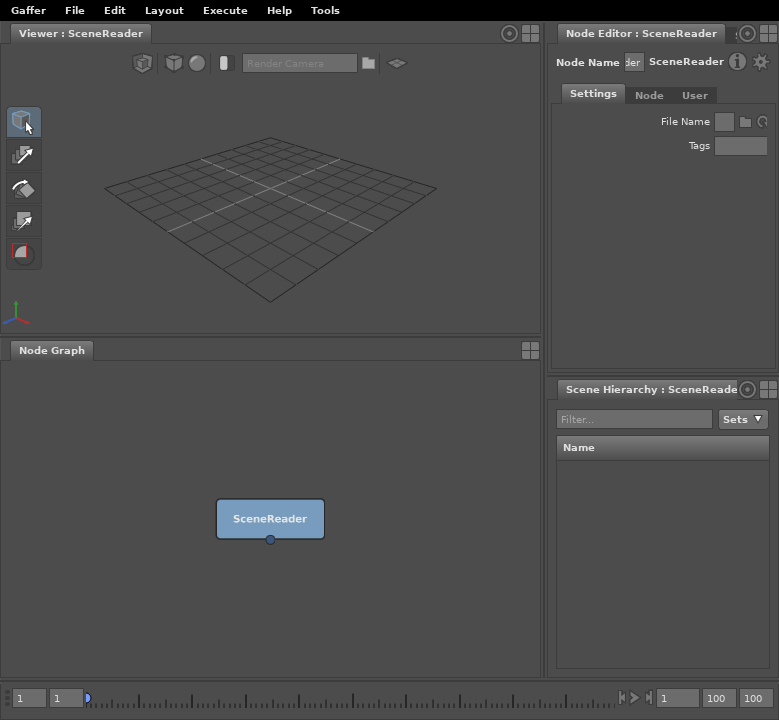 Gaffer File Edit Layout Execute Help Tools
Viewer : SceneReader
Node Editor : SceneReader
Render Camera
Node Name der SceneReader
Settings Node User
File Name
Tags
Node Graph
Scene Hierarchy : SceneReade
Filter...
Sets
Name
SceneReader
1 1 1 100 100